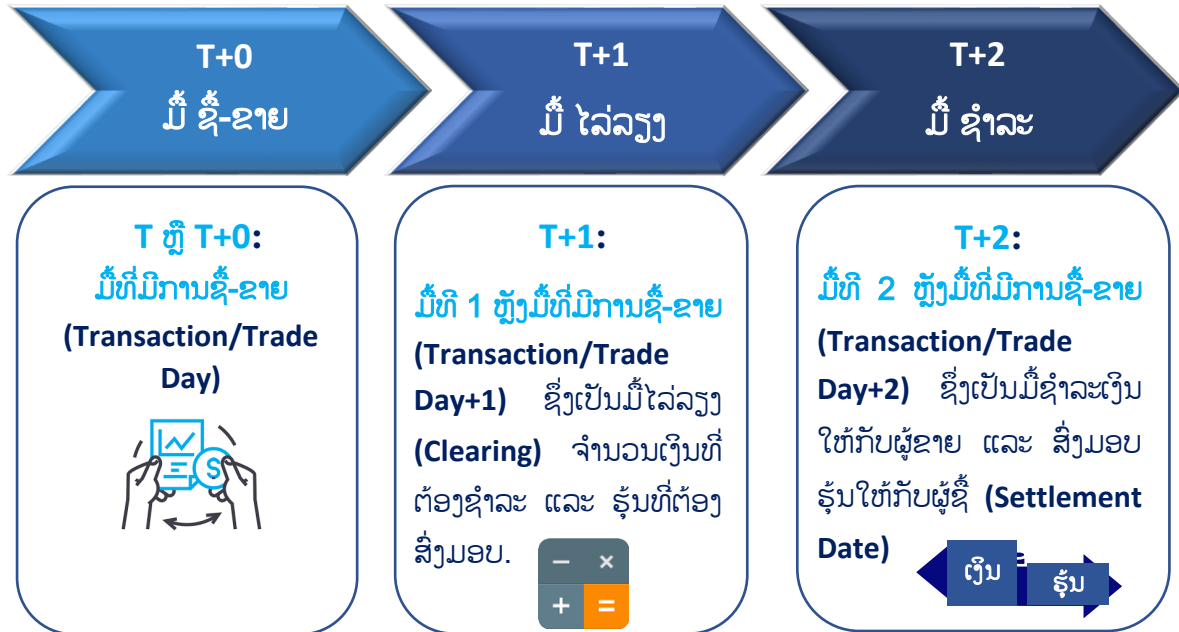 T+0
ມື້ ຊື້-ຂາຍ
T+1
ມື້ ໄລ່ລຽງ
T+2
ມື້ ຊຳລະ
T ຫຼື T+0:
ມື້ທີ່ມີການຊື້-ຂາຍ
(Transaction/Trade
Day)
T+1:
ມື້ທີ 1 ຫຼັງມື້ທີ່ມີການຊື້-ຂາຍ
(Transaction/Trade
Day+1) ຊຶ່ງເປັນມື້ໄລ່ລຽງ
(Clearing) ຈຳນວນເງິນທີ່
ຕ້ອງຊຳລະ ແລະ ຮຸ້ນທີ່ຕ້ອງ
ສົ່ງມອບ.
T+2:
ມື້ທີ 2 ຫຼັງມື້ທີ່ມີການຊື້-ຂາຍ
(Transaction/Trade
Day+2) ຊຶ່ງເປັນມື້ຊຳລະເງິນ
ໃຫ້ກັບຜູ້ຂາຍ ແລະ ສົ່ງມອບ
ຮຸ້ນໃຫ້ກັບຜູ້ຊື້ (Settlement
Date)
ເງິນ
ຮຸ້ນ